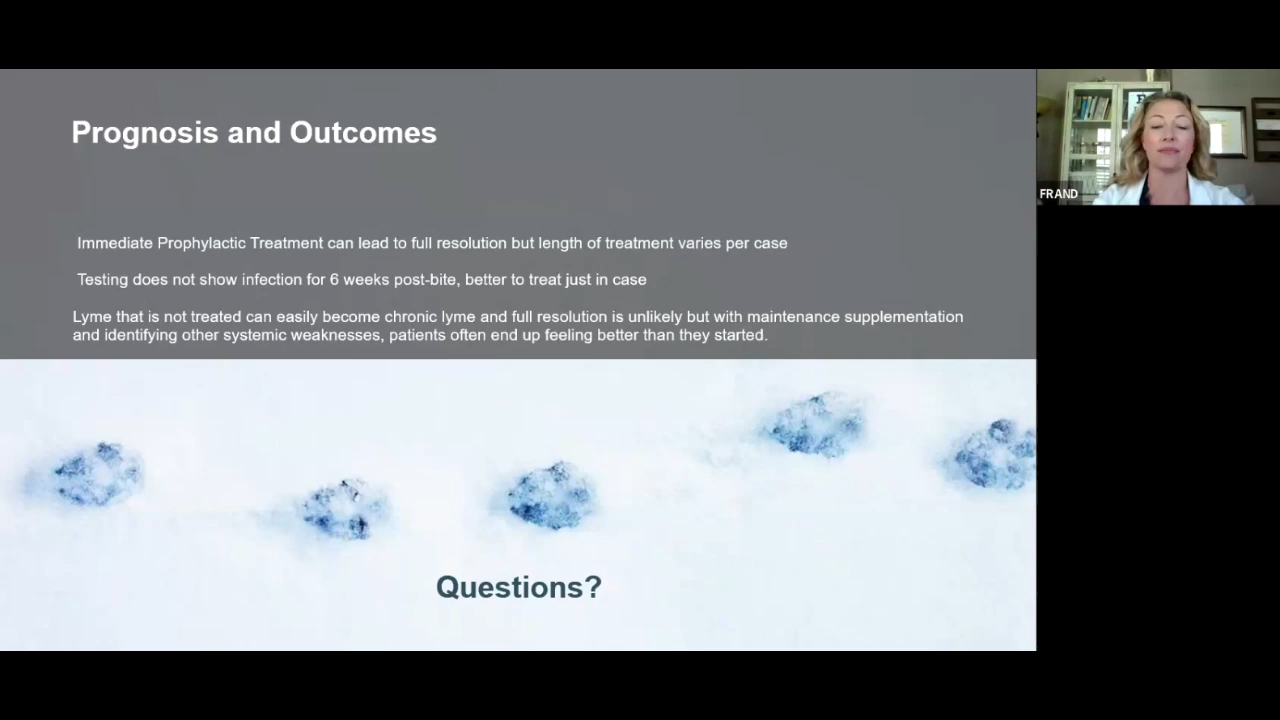 Prognosis and Outcomes
Immediate Prophylactic Treatment can lead to full resolution but length of treatment varies per case
Testing does not show infection for 6 weeks post-bite, better to treat just in case
Lyme that is not treated can easily become chronic lyme and full resolution is unlikely but with maintenance supplementation
and identifying other systemic weaknesses, patients often end up feeling better than they started.
Questions?
FRAND